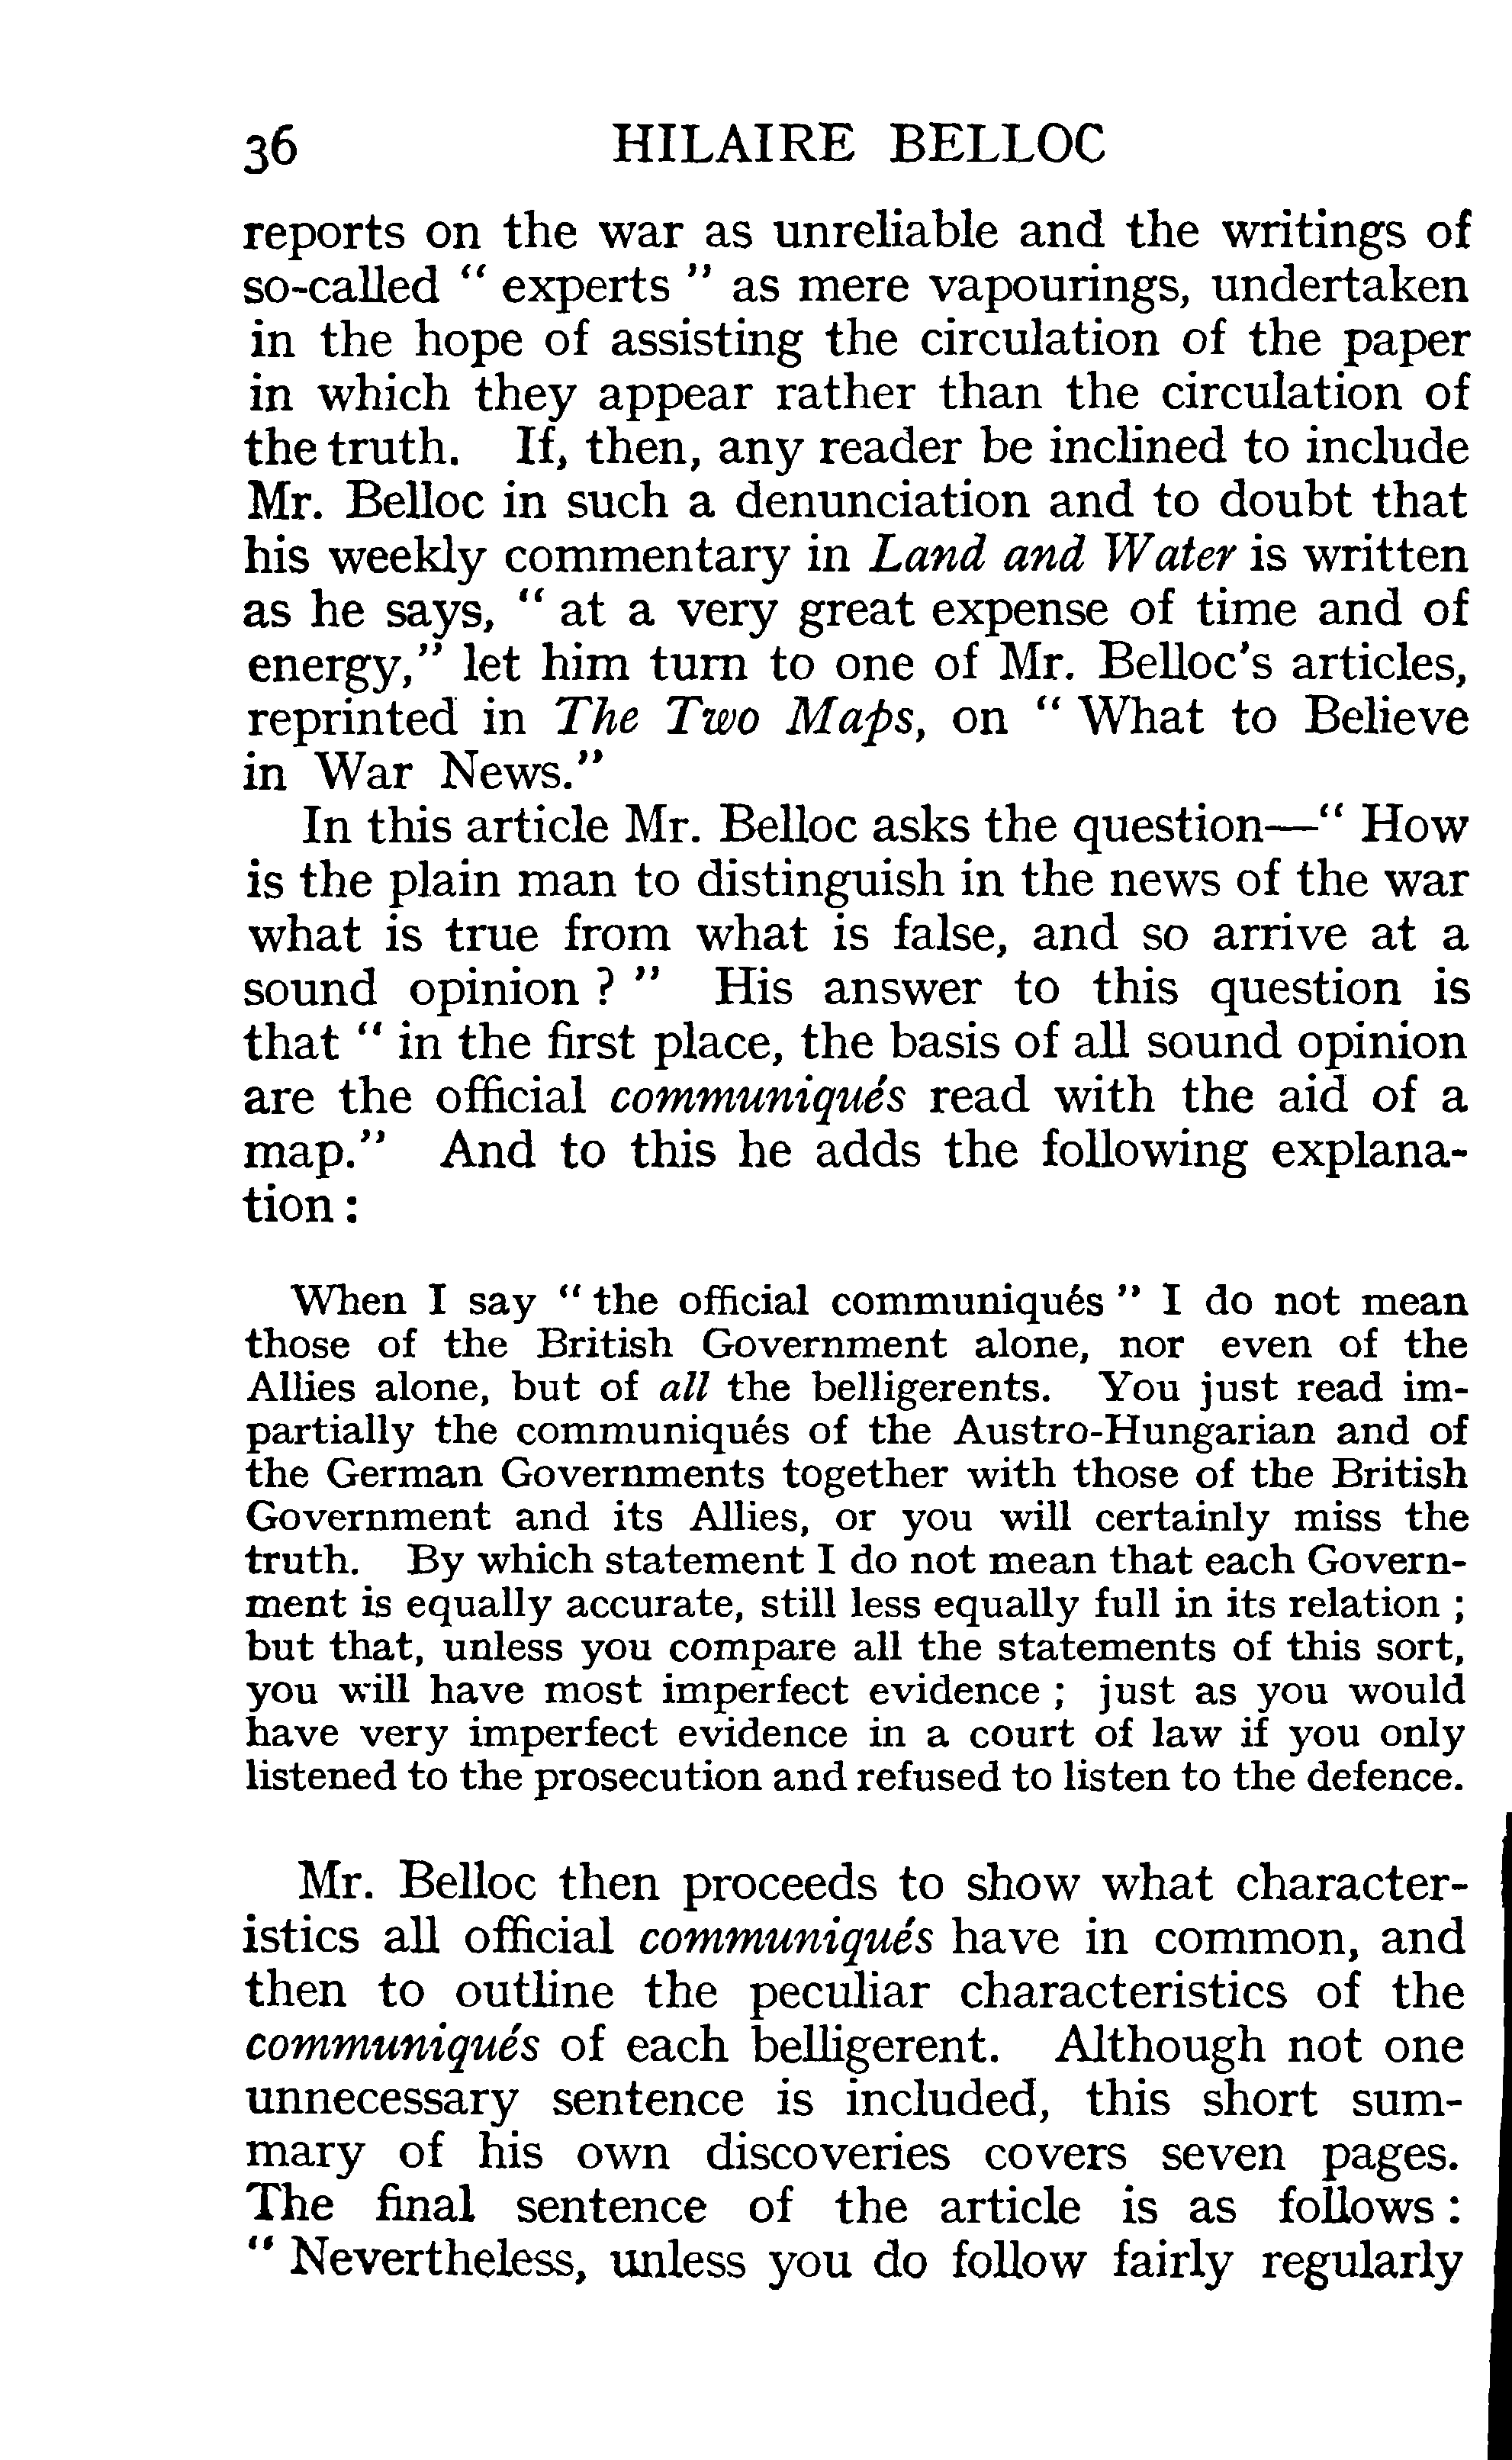 36 HILAIRE BELLOC
reports on the war as unreliable and the writings of
so-called " experts " as mere vapourings, undertaken
in the hope of assisting the circulation of the paper
in which they appear rather than the circulation of
the truth. If, then, any reader be inclined to include
Mr. Belloc in such a denunciation and to doubt that
his weekly commentary in Land and Water is written
as he says, " at a very great expense of time and of
energy," let him turn to one of Mr. Belloc's articles,
reprinted in The Two Maps, on " What to Believe
in War News."
In this article Mr. Belloc asks the question—" How
is the plain man to distinguish in the news of the war
what is true from what is false, and so arrive at a
sound opinion ? " His answer to this question is
that " in the first place, the basis of all sound opinion
are the official communiqués read with the aid of a
map." And to this he adds the following explana-
tion :
When I say " the official communiqués " I do not mean
those of the British Government alone, nor even of the
Allies alone, but of all the belligerents. You just read im-
partially the communiqués of the Austro-Hungarian and of
the German Governments together with those of the British
Government and its Allies, or you will certainly miss the
truth. By which statement I do not mean that each Govern-
ment is equally accurate, still less equally full in its relation ;
but that, unless you compare all the statements of this sort,
you will have most imperfect evidence ; just as you would
have very imperfect evidence in a court of law if you only
listened to the prosecution and refused to listen to the defence.
Mr. Belloc then proceeds to show what character-
istics all official communiqués have in common, and
then to outline the peculiar characteristics of the
communiqués of each belligerent. Although not one
unnecessary sentence is included, this short sum-
mary of his own discoveries covers seven pages.
The final sentence of the article is as follows :
" Nevertheless, unless you do follow fairly regularly